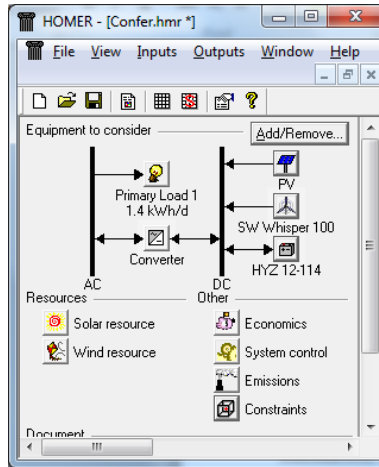 HOMER - [Confer.hmr *]
File View Inputs Outputs Window Help
Equipment to consider
Add/Remove...
Primary Load 1
1.4 kWh/d
PV
SW Whisper 100
Converter
HYZ 12-114
AC
DC
Resources
Other
Solar resource
Economics
Wind resource
System control
Emissions
Constraints
Document